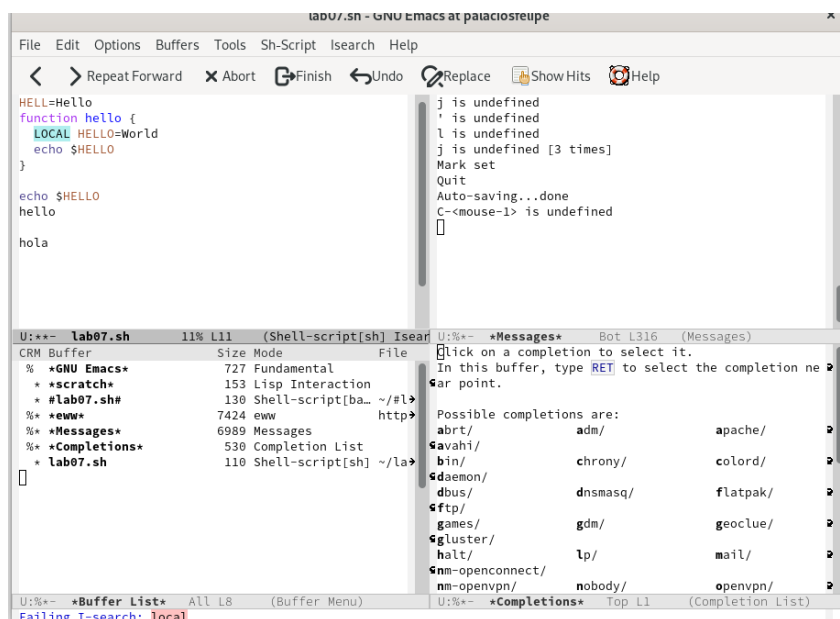 lab07.sh - GNU Emacs at palaciosfelipe
File Edit Options Buffers Tools Sh-Script Isearch Help
Repeat Forward Abort Finish Undo Replace Show Hits Help
HELL=Hello
function hello {
LOCAL HELLO=World
echo $HELLO
}
echo $HELLO
hello
hola
U:**- lab07.sh 11% L11 (Shell-script[sh] Isear
j is undefined
' is undefined
l is undefined
j is undefined [3 times]
Mark set
Quit
Auto-saving...done
C-<mouse-1> is undefined
U:%*- *Messages* Bot L316 (Messages)
CRM Buffer Size Mode File
% *GNU Emacs* 727 Fundamental
* *scratch* 153 Lisp Interaction
* #lab07.sh# 130 Shell-script[ba… ~/#l
%* *eww* 7424 eww http
%* *Messages* 6989 Messages
%* *Completions* 530 Completion List
* lab07.sh 110 Shell-script[sh] ~/la
U:%*- *Buffer List* All L8 (Buffer Menu)
Click on a completion to select it.
In this buffer, type RET to select the completion ne
ar point.
Possible completions are:
abrt/ adm/ apache/
avahi/
bin/ chrony/ colord/
daemon/
dbus/ dnsmasq/ flatpak/
ftp/
games/ gdm/ geoclue/
gluster/
halt/ lp/ mail/
nm-openconnect/
nm-openvpn/ nobody/ openvpn/
U:%*- *Completions* Top L1 (Completion List)
Failing I-search: local